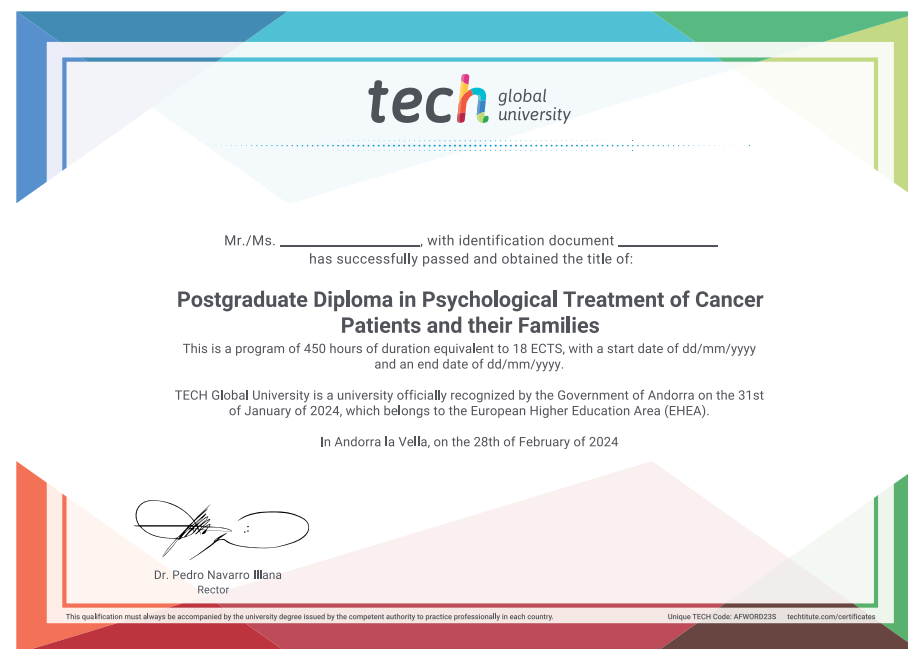 tech global
university
Mr./Ms. ____________, with identification document ____________
has successfully passed and obtained the title of:
Postgraduate Diploma in Psychological Treatment of Cancer
Patients and their Families
This is a program of 450 hours of duration equivalent to 18 ECTS, with a start date of dd/mm/yyyy
and an end date of dd/mm/yyyy.
TECH Global University is a university officially recognized by the Government of Andorra on the 31st
of January of 2024, which belongs to the European Higher Education Area (EHEA).
In Andorra la Vella, on the 28th of February of 2024
Dr. Pedro Navarro Illana
Rector
This qualification must always be accompanied by the university degree issued by the competent authority to practice professionally in each country.
Unique TECH Code: AFWORD23S techtitute.com/certificates